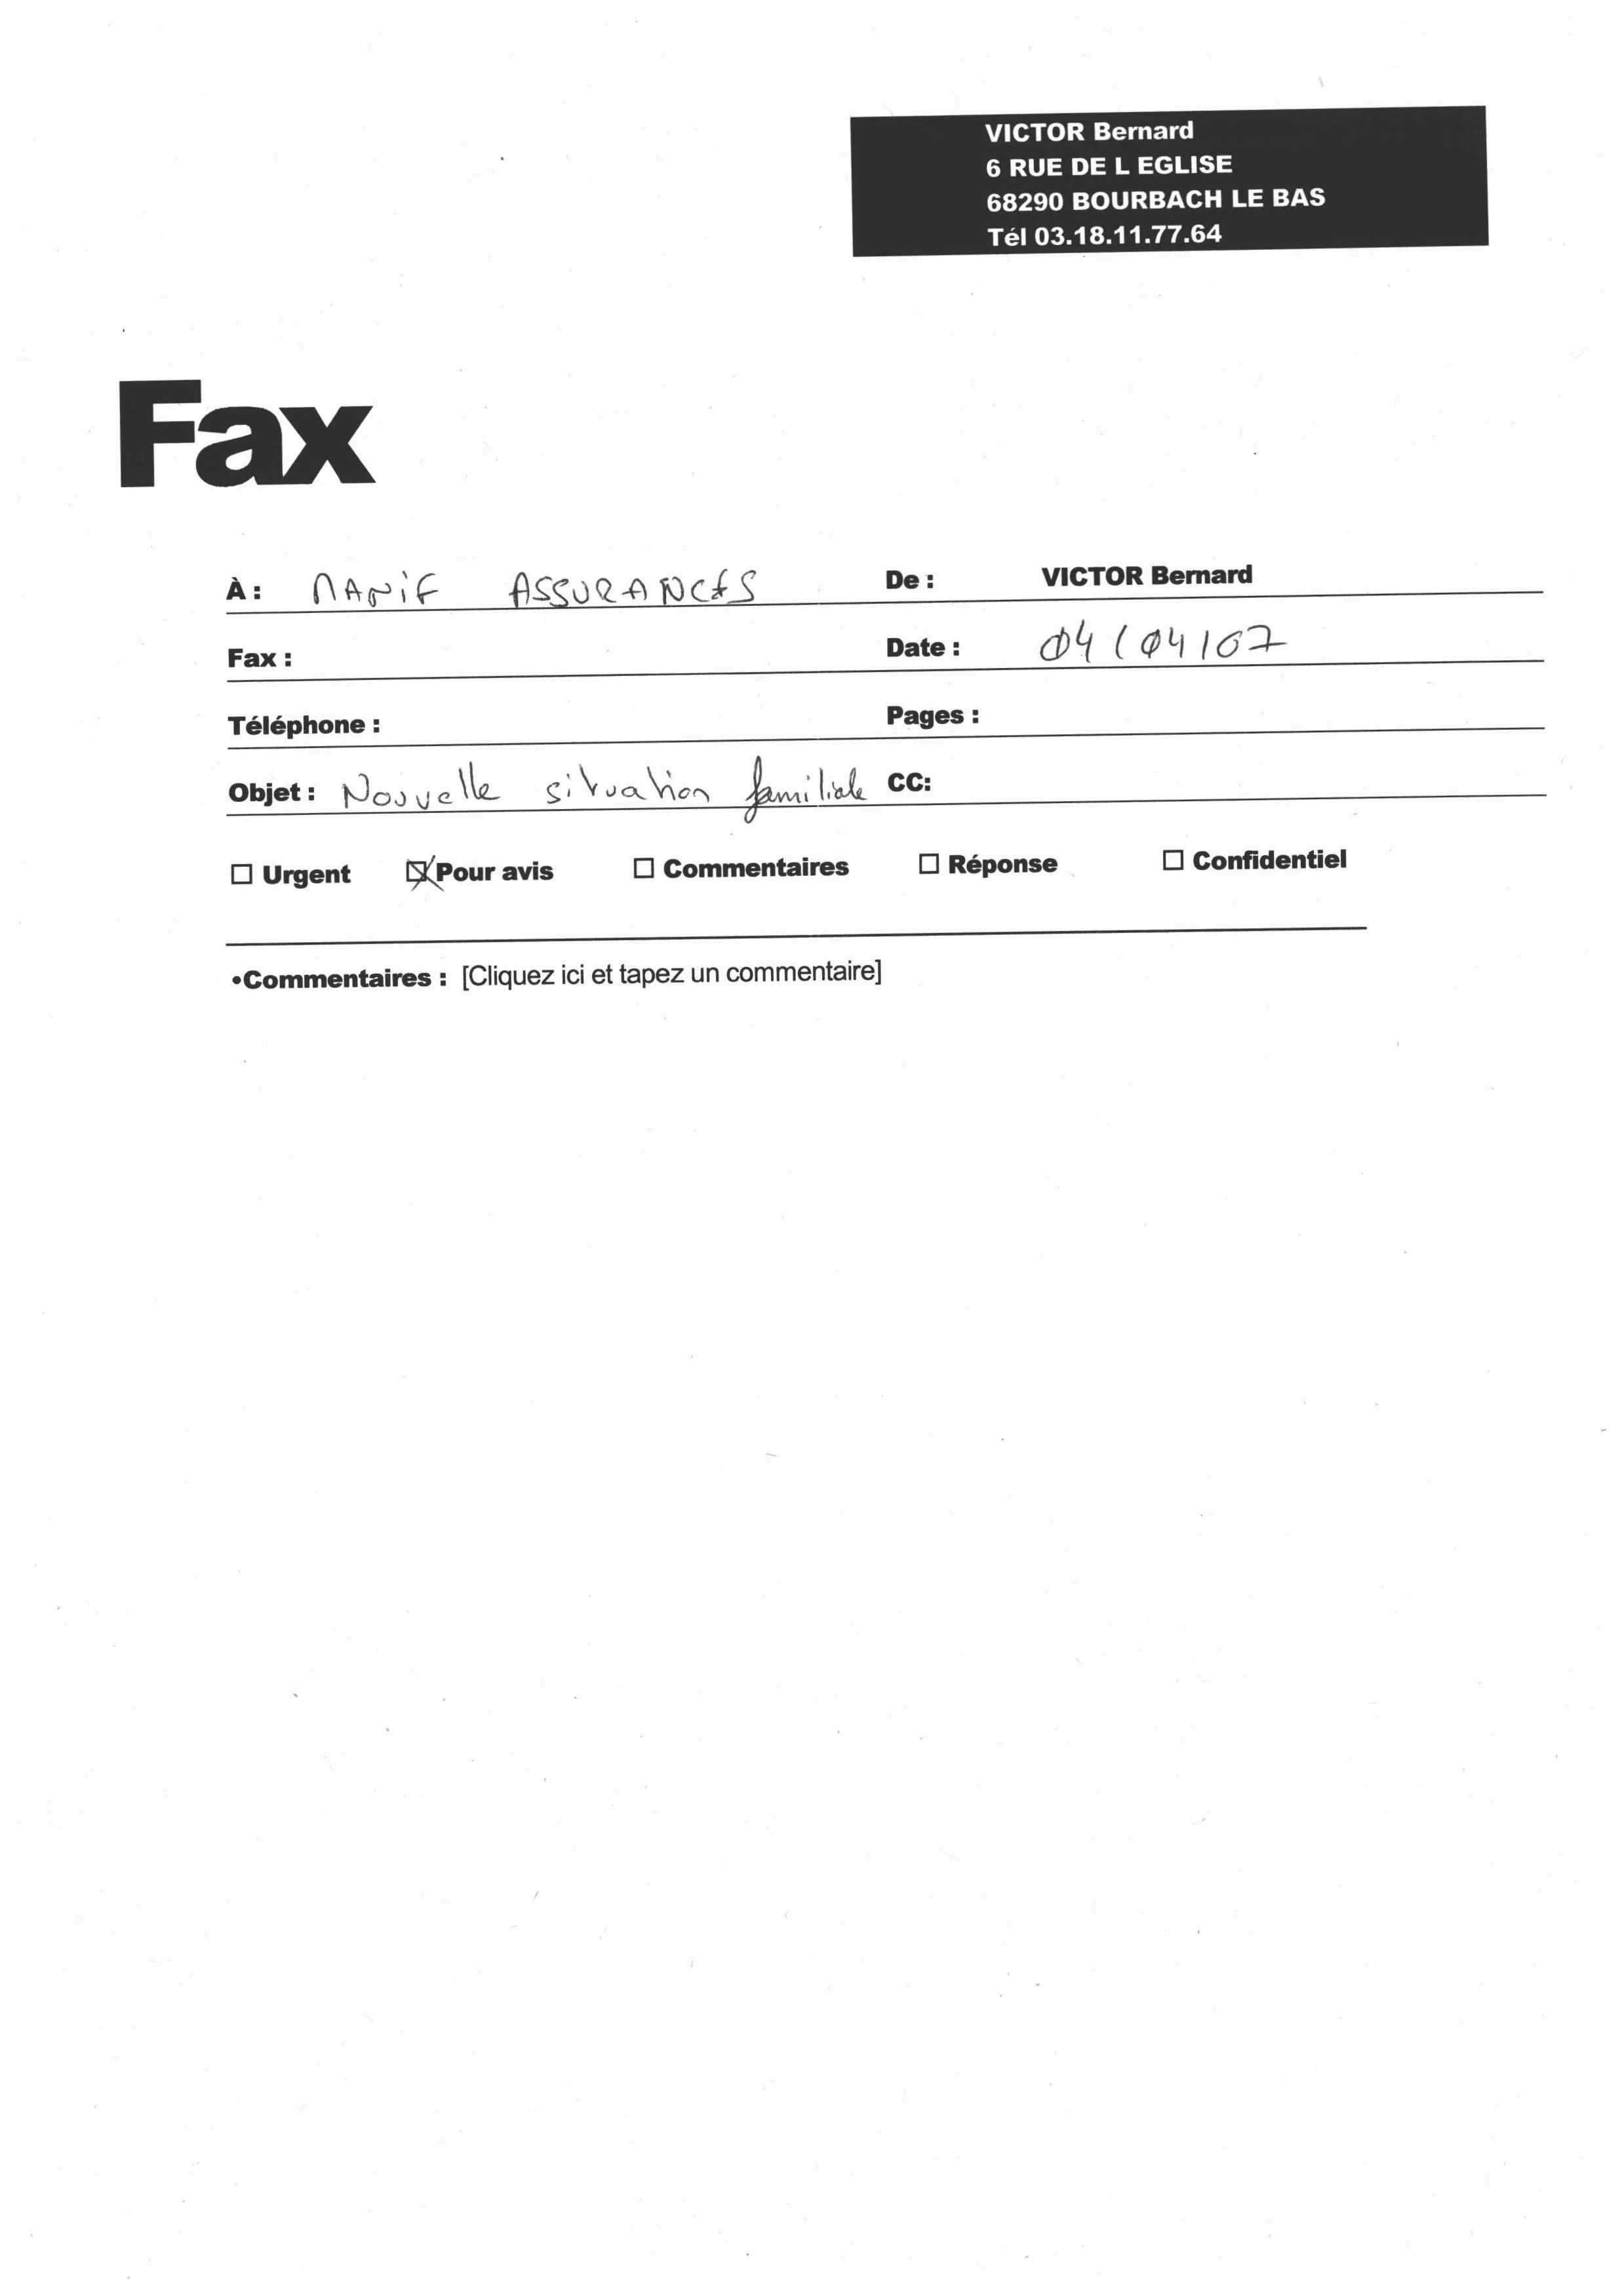 VICTOR Bernard
6 RUE DE L EGLISE
68290 BOURBACH LE BAS
Tél 03.18.11.77.64
Fax
À : MANIF ASSURANCES De : VICTOR Bernard
Fax : Date : 04/04/07
Téléphone : Pages :
Objet : Nouvelle situation familiale CC:
☐ Urgent ☒ Pour avis ☐ Commentaires ☐ Réponse ☐ Confidentiel
•Commentaires : [Cliquez ici et tapez un commentaire]